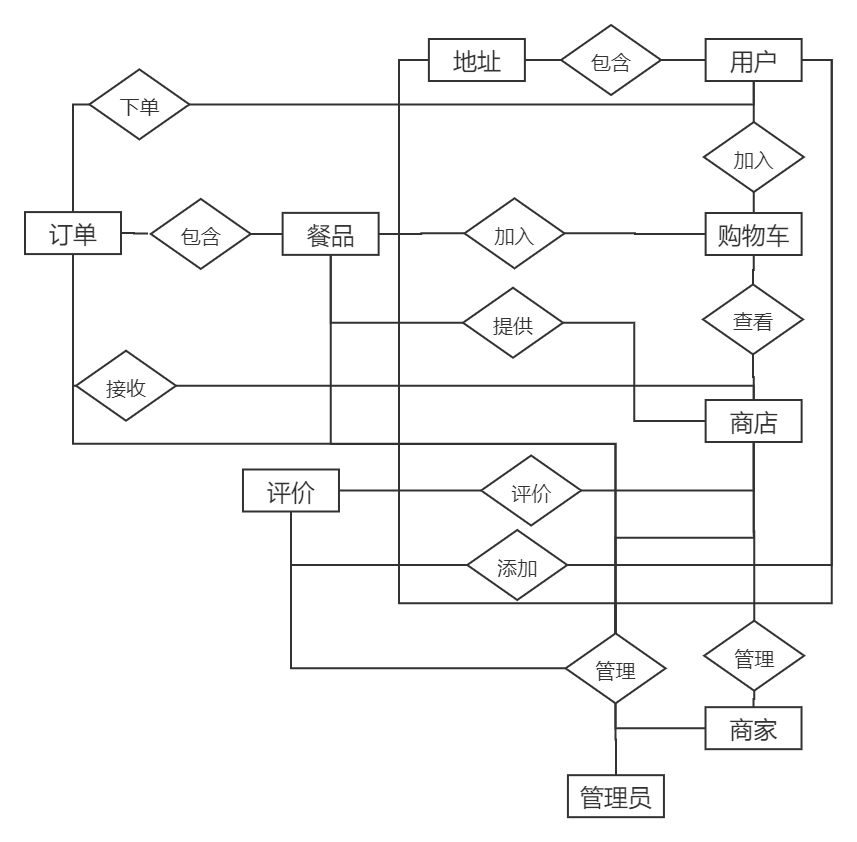 地址
包含
用户
下单
加入
订单
包含
餐品
加入
购物车
提供
查看
接收
商店
评价
评价
添加
管理
管理
商家
管理员